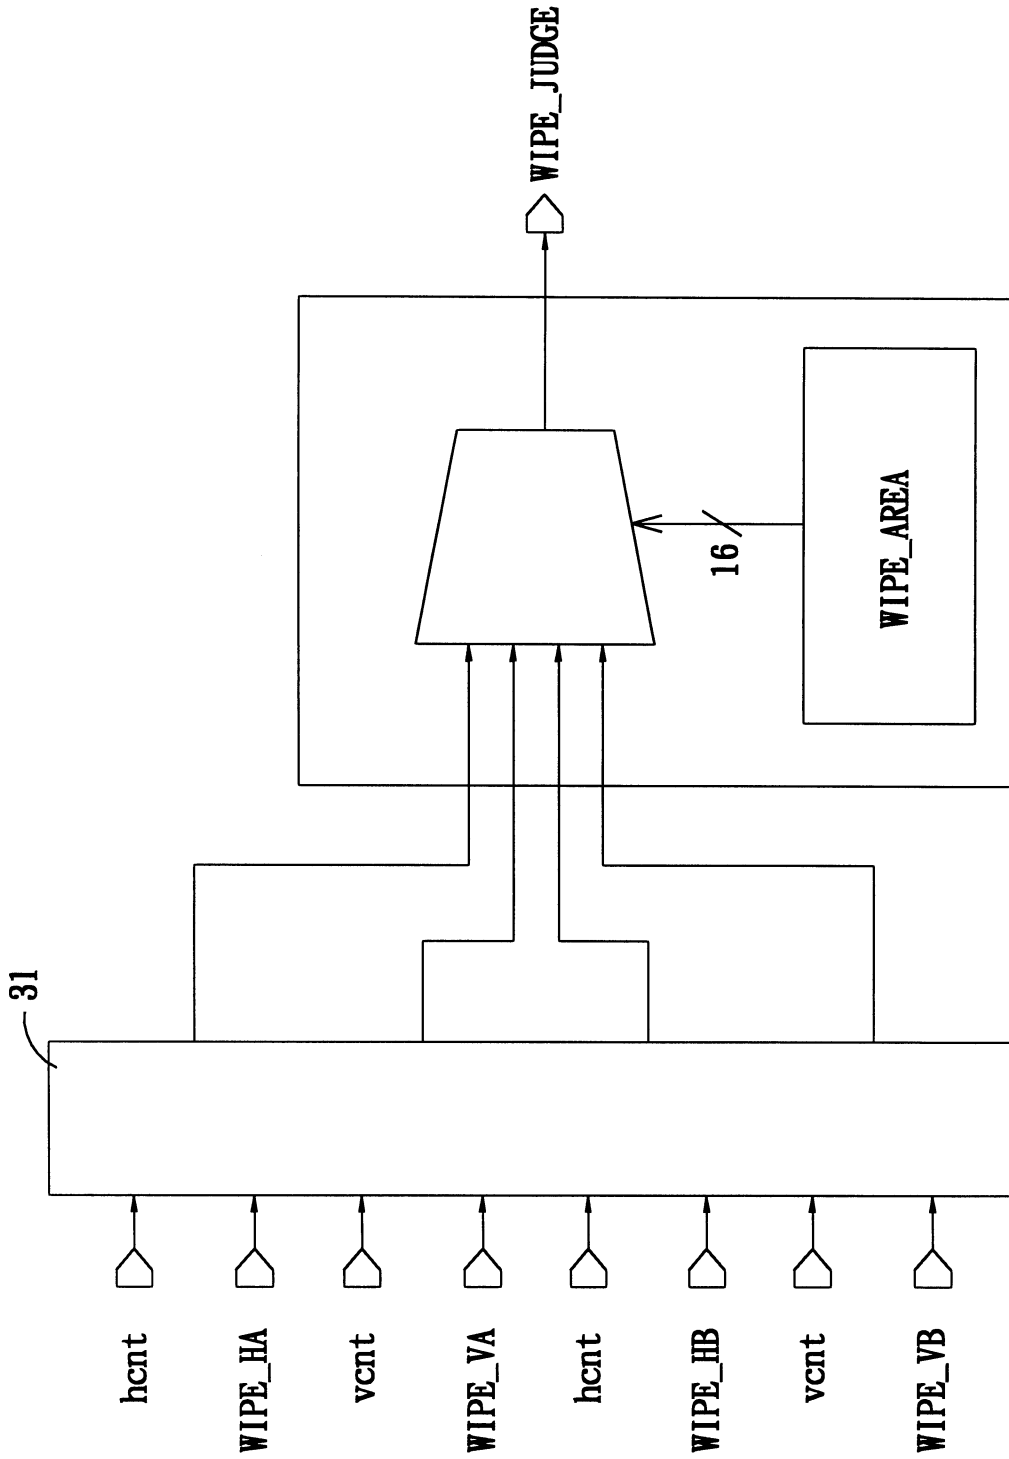 hcnt
WIPE_HA
vcnt
WIPE_VA
hcnt
WIPE_HB
vcnt
WIPE_VB
31
16
WIPE_AREA
WIPE_JUDGE